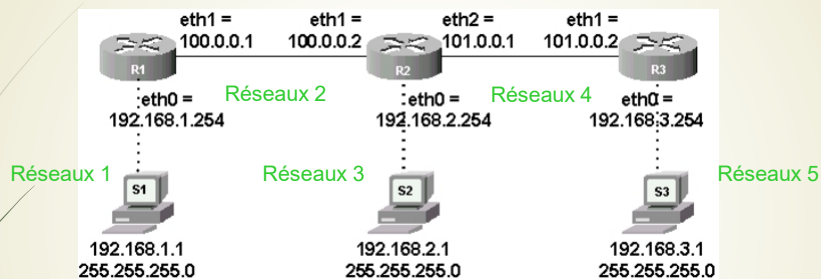 eth1 =
100.0.0.1
eth1 =
100.0.0.2
eth2 =
101.0.0.1
eth1 =
101.0.0.2
R1
R2
R3
Réseaux 2
Réseaux 4
eth0 =
192.168.1.254
eth0 =
192.168.2.254
eth0 =
192.168.3.254
Réseaux 1
S1
Réseaux 3
S2
S3
Réseaux 5
192.168.1.1
255.255.255.0
192.168.2.1
255.255.255.0
192.168.3.1
255.255.255.0